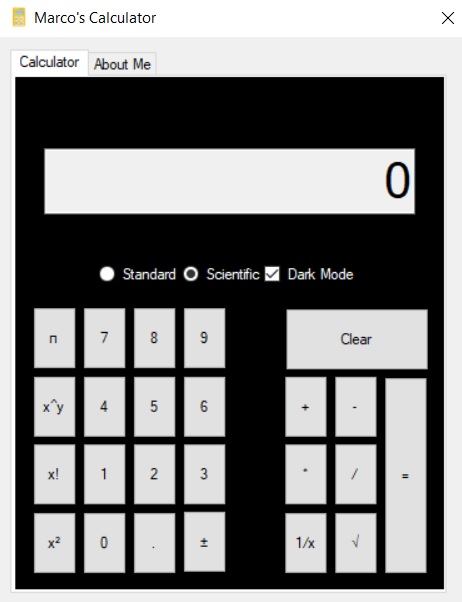 Marco's Calculator
Calculator About Me
0
Standard Scientific Dark Mode
π 7 8 9 Clear
x^y 4 5 6 + -
x! 1 2 3 * / =
x² 0 . ± 1/x √